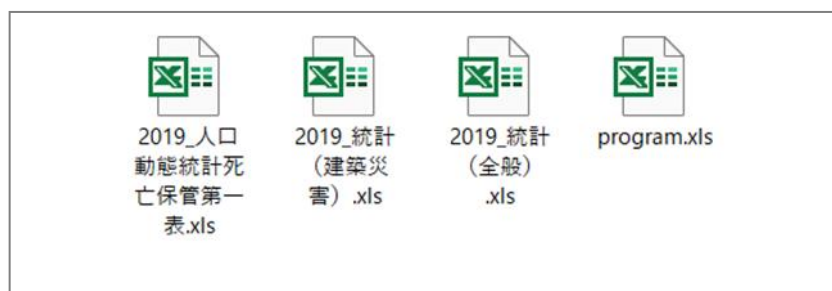 2019_人口
動態統計死
亡保管第一
表.xls
2019_統計
（建築災
害）.xls
2019_統計
（全般）
.xls
program.xls